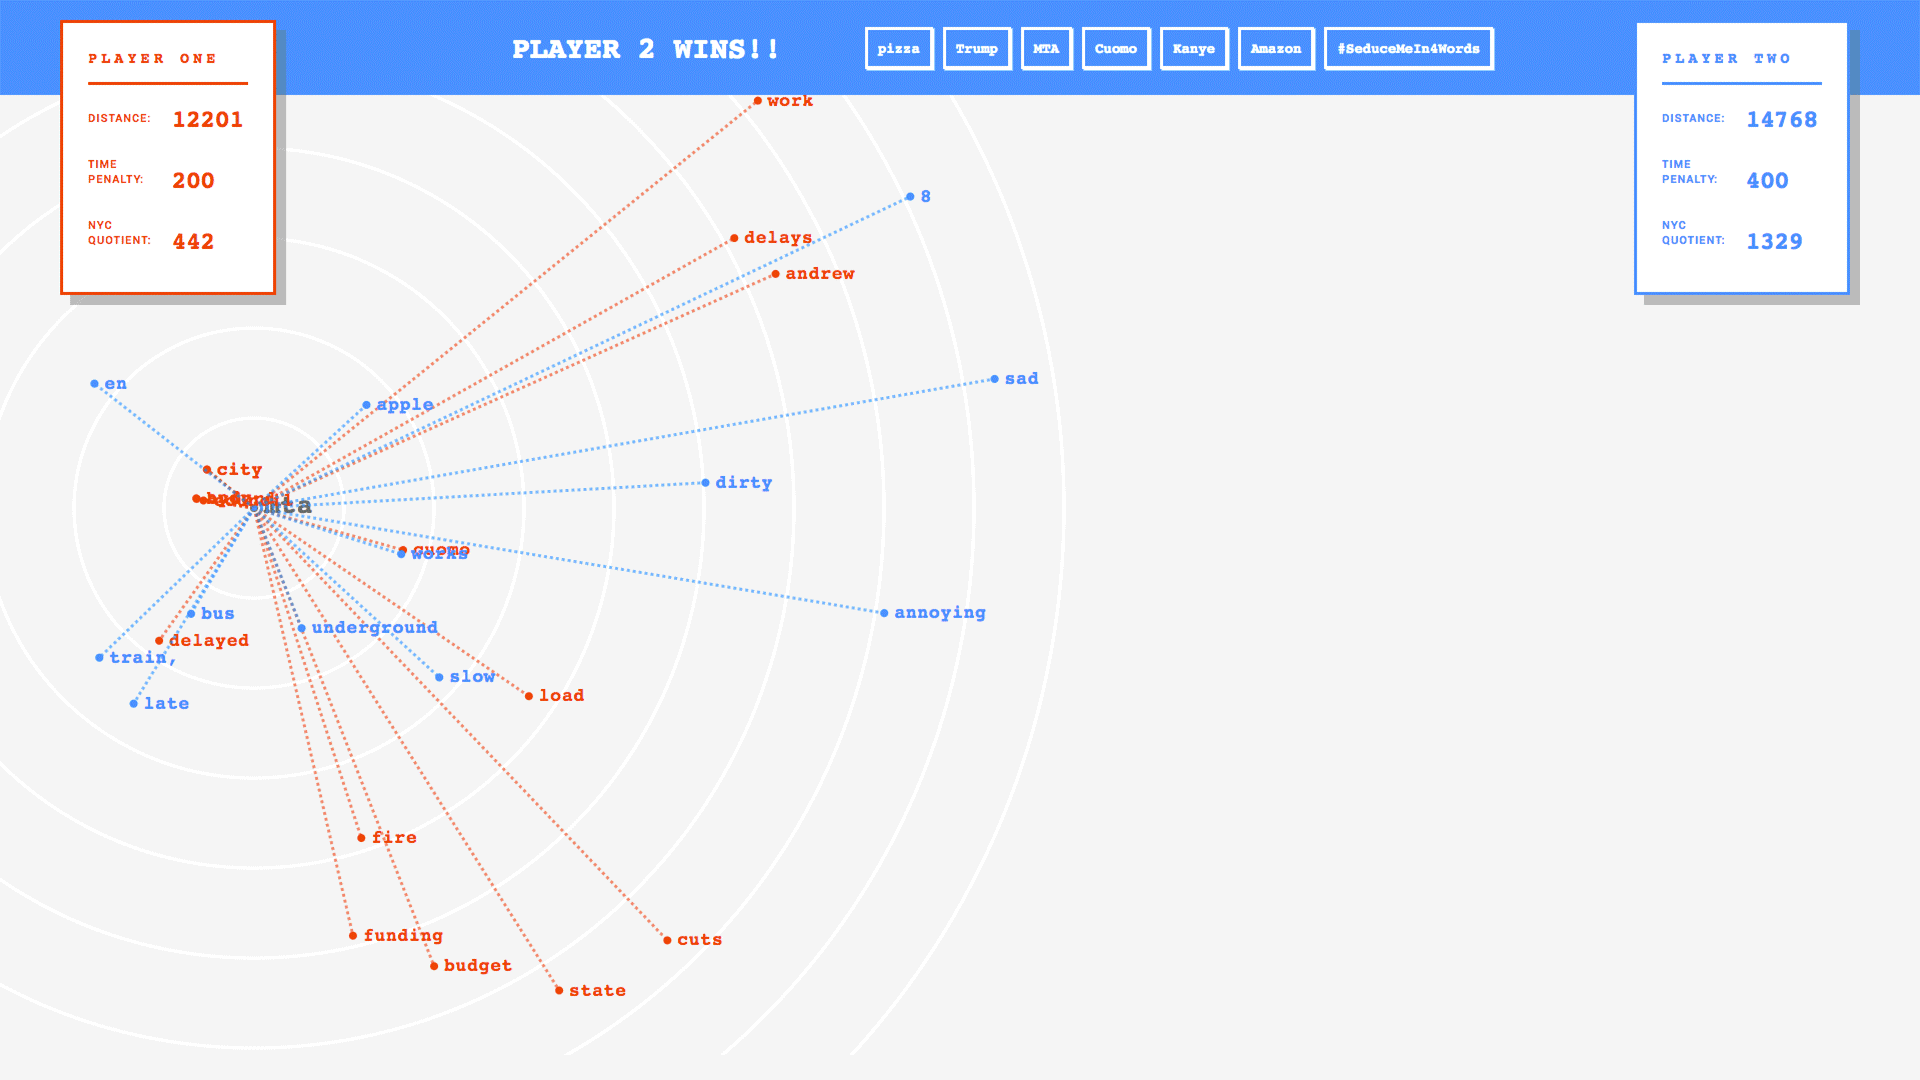 PLAYER ONE
DISTANCE: 12201
TIME PENALTY: 200
NYC QUOTIENT: 442
PLAYER 2 WINS!!
pizza
Trump
MTA
Cuomo
Kanye
Amazon
#SeduceMeIn4Words
PLAYER TWO
DISTANCE: 14768
TIME PENALTY: 400
NYC QUOTIENT: 1329
work
8
delays
andrew
sad
en
apple
city
dirty
mta
cuomo
works
bus
annoying
underground
delayed
train,
slow
load
late
fire
funding
cuts
budget
state